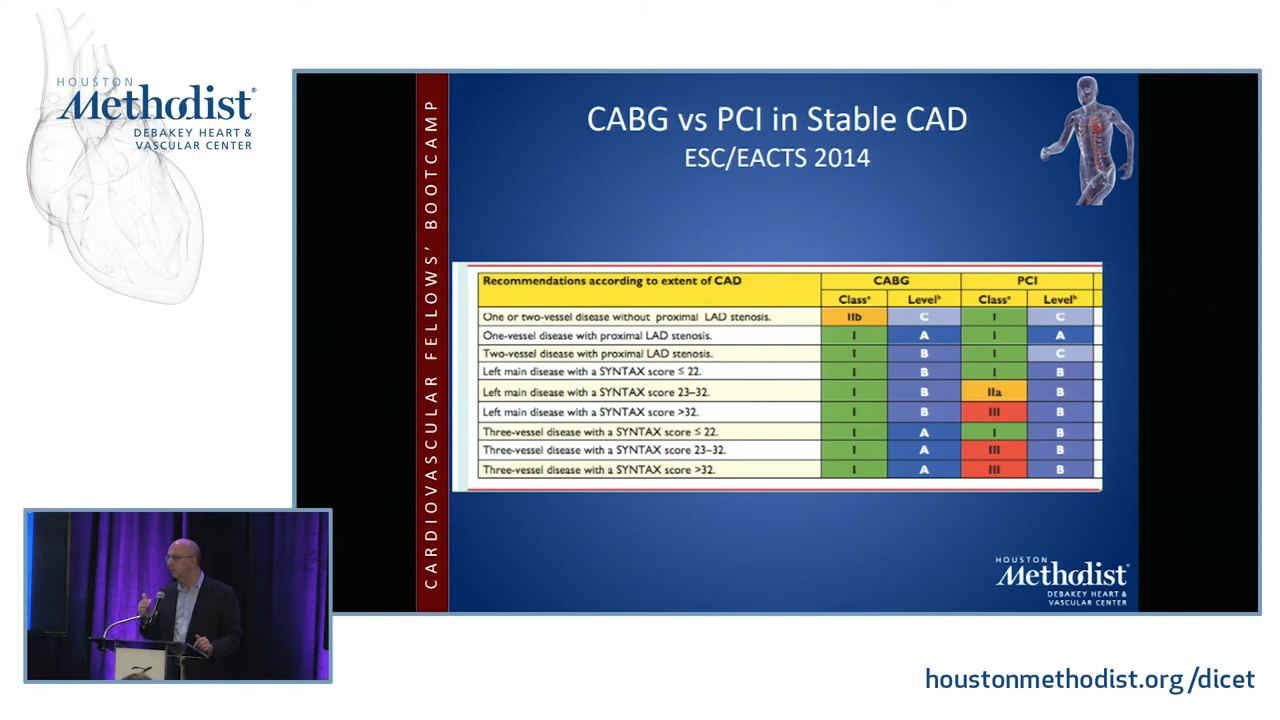 HOUSTON
Methodist®
DEBAKEY HEART &
VASCULAR CENTER
CARDIOVASCULAR FELLOWS' BOOTCAMP
CABG vs PCI in Stable CAD
ESC/EACTS 2014
Recommendations according to extent of CAD CABG PCI
Classᵃ Levelᵇ Classᵃ Levelᵇ
One or two-vessel disease without proximal LAD stenosis. IIb C I C
One-vessel disease with proximal LAD stenosis. I A I A
Two-vessel disease with proximal LAD stenosis. I B I C
Left main disease with a SYNTAX score ≤ 22. I B I B
Left main disease with a SYNTAX score 23–32. I B IIa B
Left main disease with a SYNTAX score >32. I B III B
Three-vessel disease with a SYNTAX score ≤ 22. I A I B
Three-vessel disease with a SYNTAX score 23–32. I A III B
Three-vessel disease with a SYNTAX score >32. I A III B
HOUSTON
Methodist®
DEBAKEY HEART &
VASCULAR CENTER
houstonmethodist.org/dicet